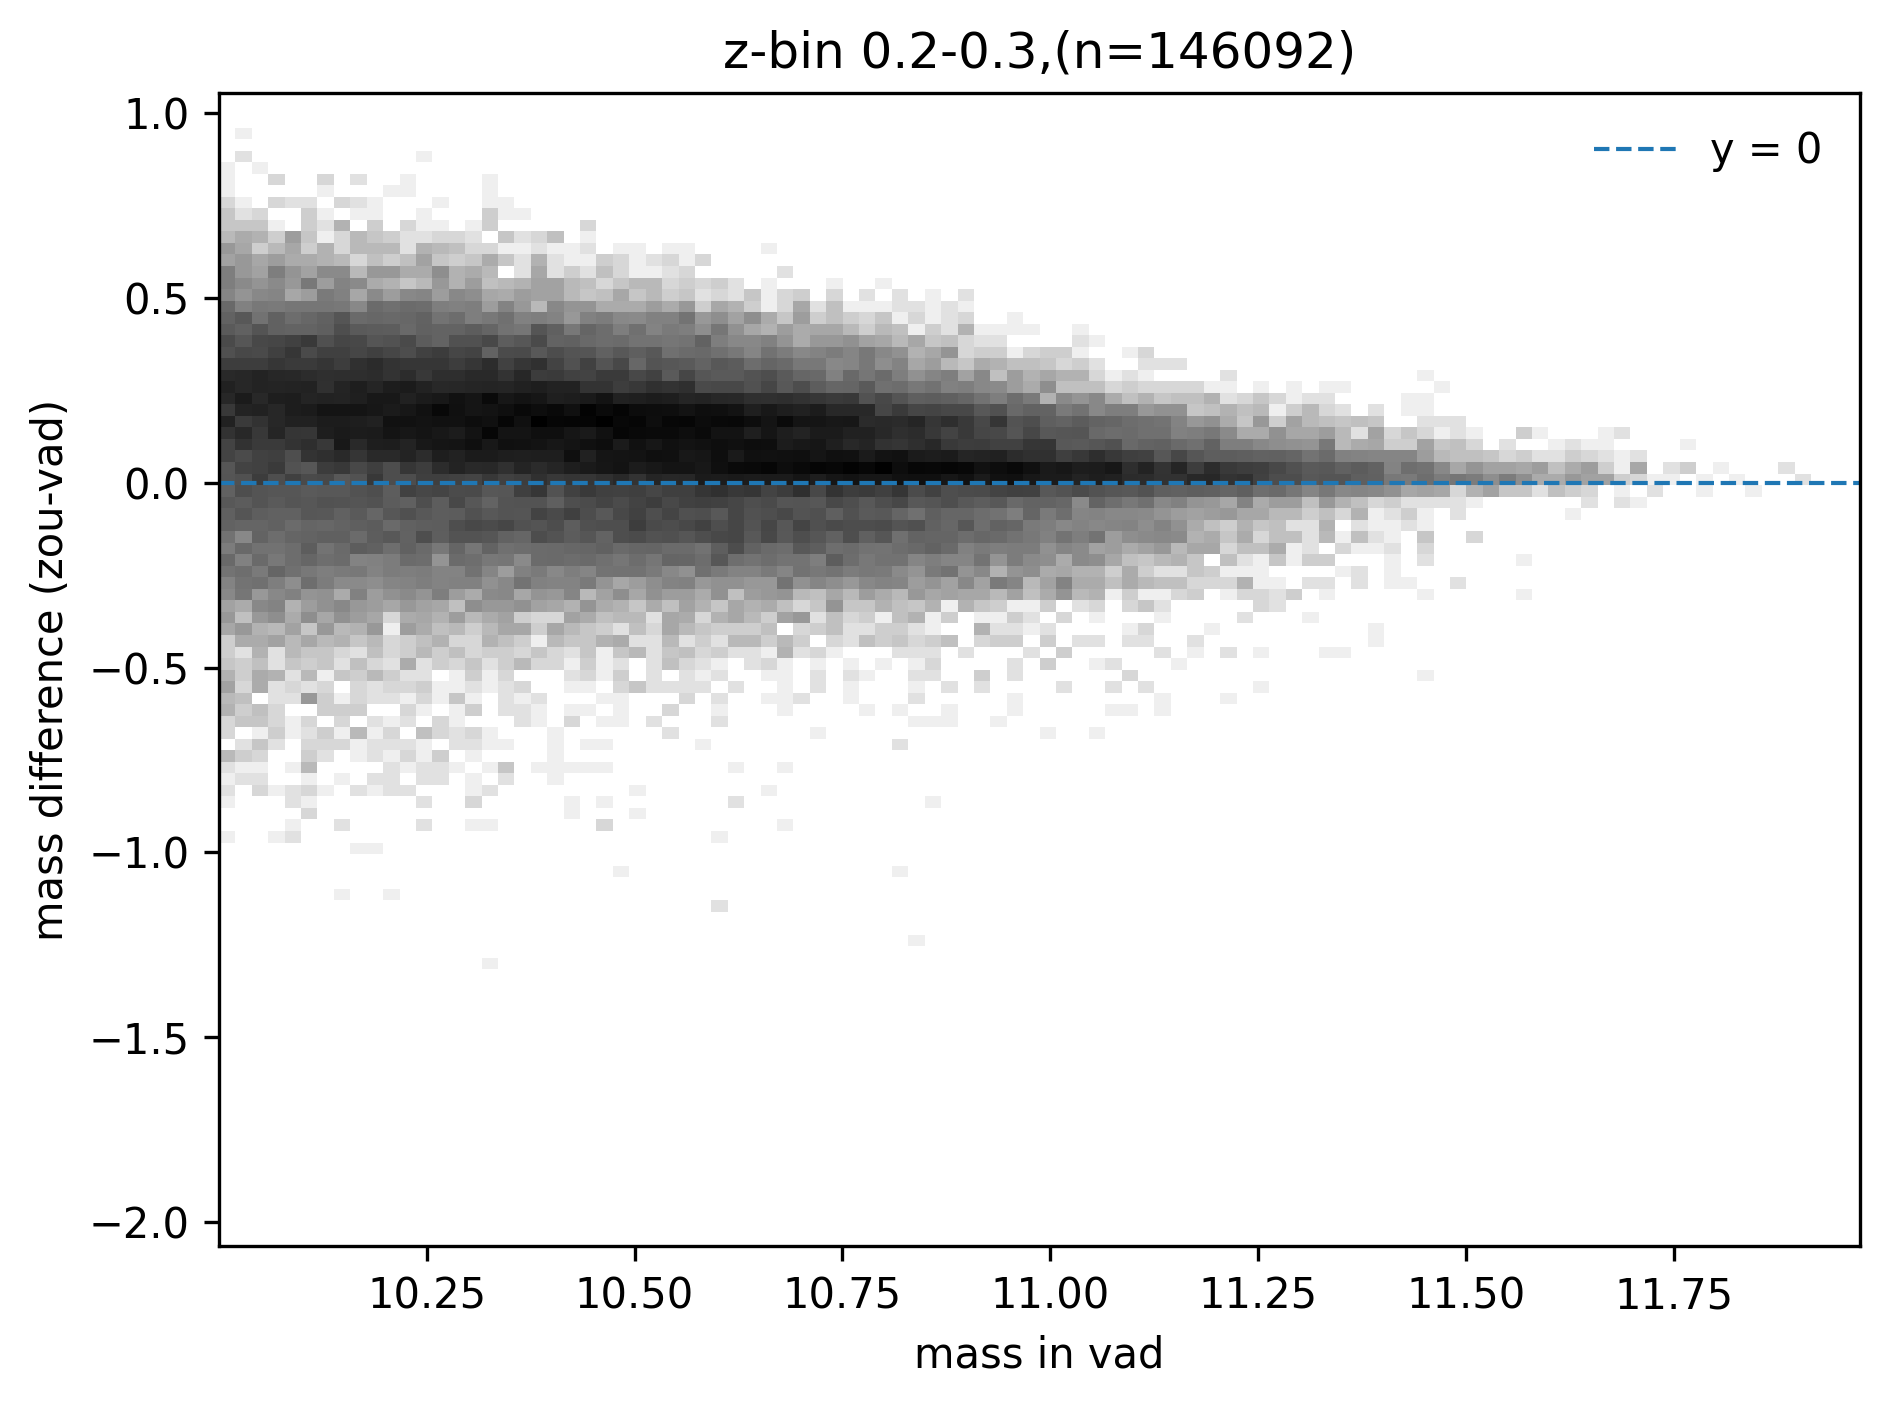 z-bin 0.2-0.3,(n=146092)
1.0
0.5
0.0
−0.5
−1.0
−1.5
−2.0
mass difference (zou-vad)
y = 0
10.25 10.50 10.75 11.00 11.25 11.50 11.75
mass in vad